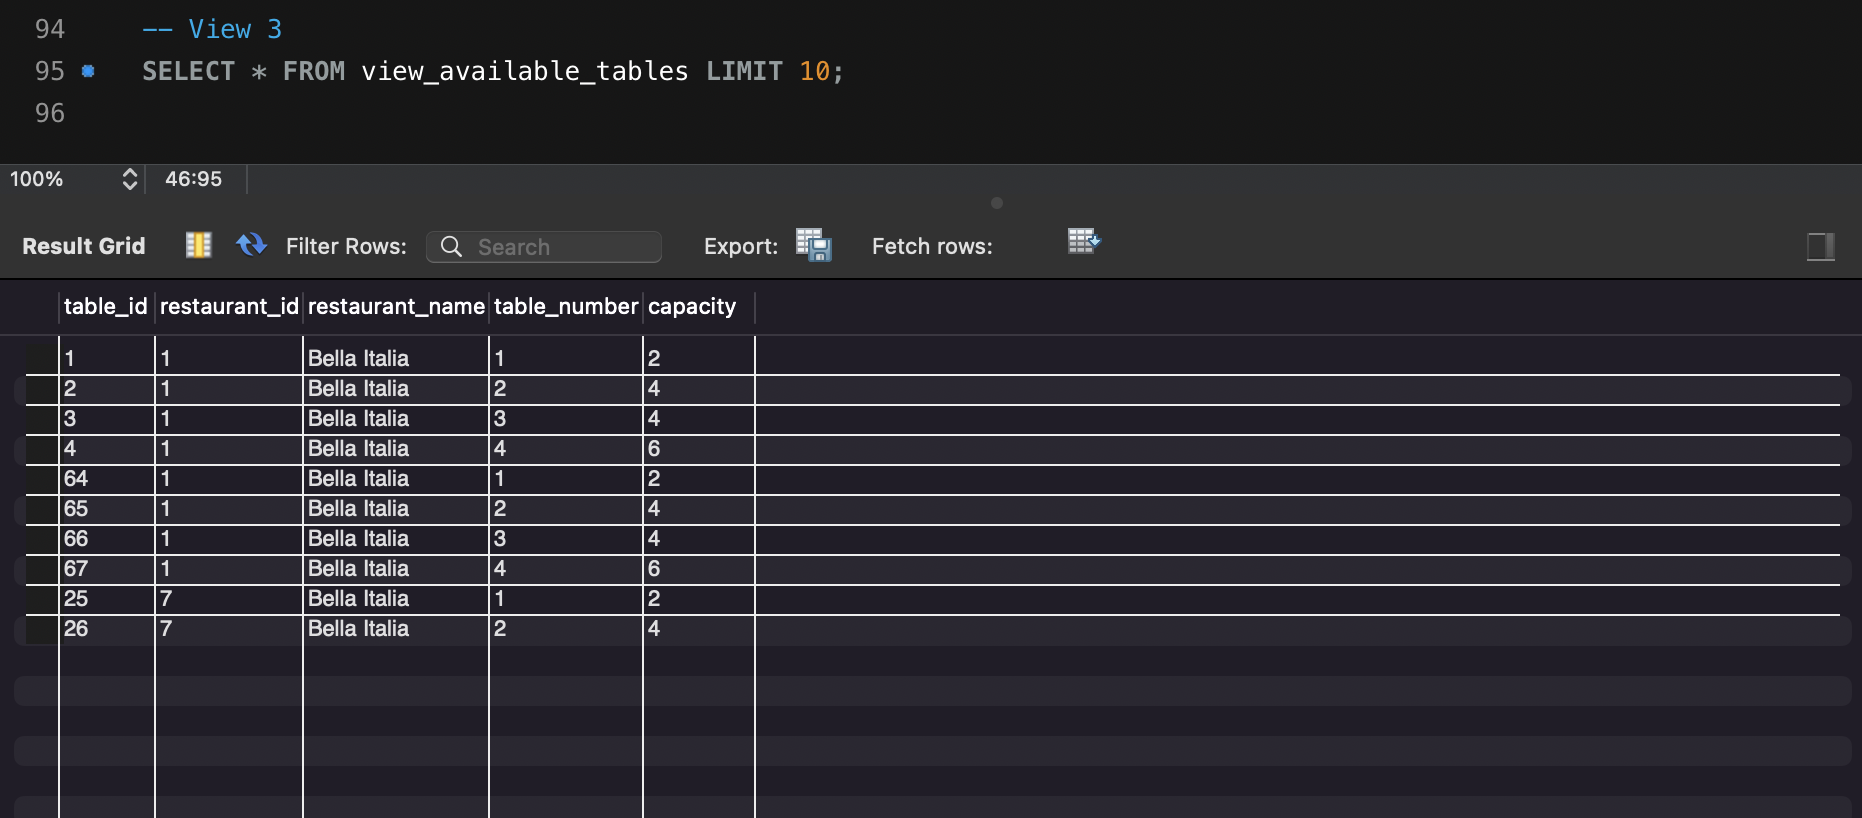 94 -- View 3
95 SELECT * FROM view_available_tables LIMIT 10;
96
100% 46:95
Result Grid Filter Rows: Search Export: Fetch rows:
table_id restaurant_id restaurant_name table_number capacity
1 1 Bella Italia 1 2
2 1 Bella Italia 2 4
3 1 Bella Italia 3 4
4 1 Bella Italia 4 6
64 1 Bella Italia 1 2
65 1 Bella Italia 2 4
66 1 Bella Italia 3 4
67 1 Bella Italia 4 6
25 7 Bella Italia 1 2
26 7 Bella Italia 2 4